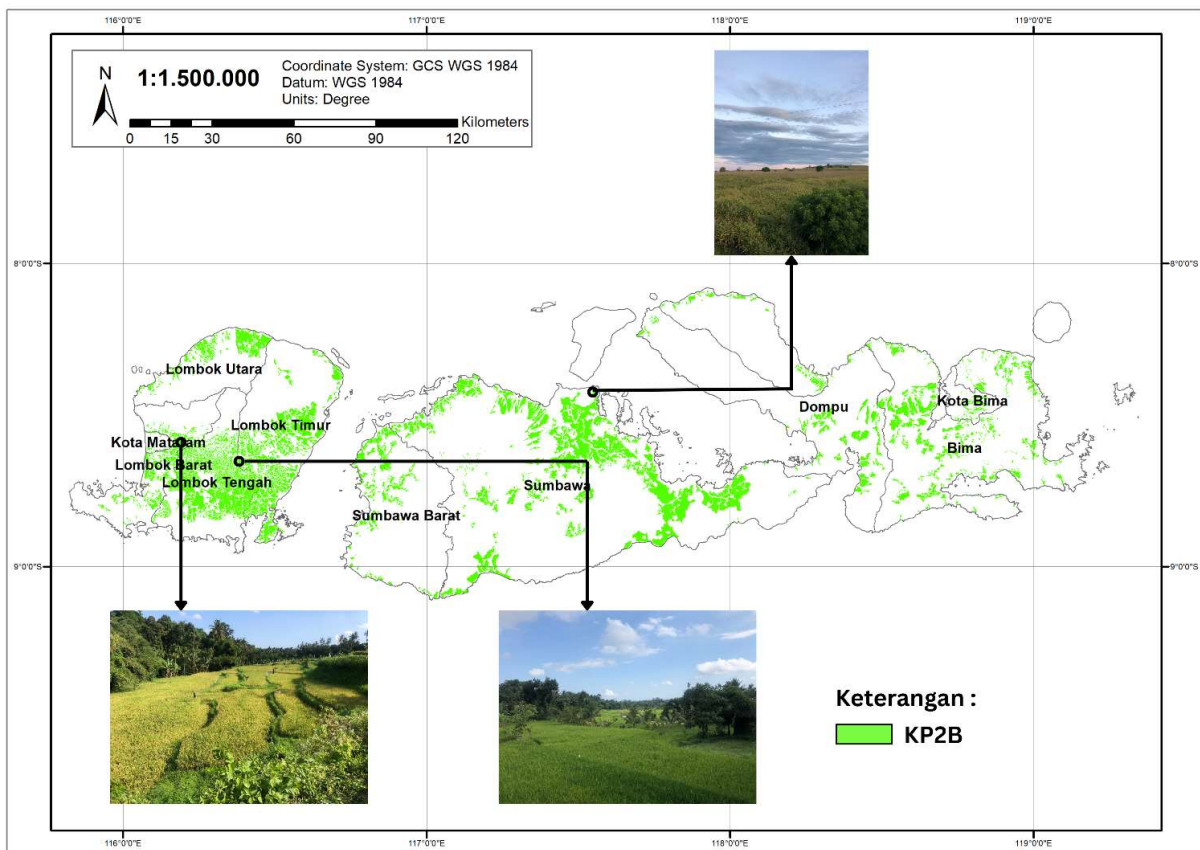 116°0'0"E 117°0'0"E 118°0'0"E 119°0'0"E
N
1:1.500.000
Coordinate System: GCS WGS 1984
Datum: WGS 1984
Units: Degree
Kilometers
0 15 30 60 90 120
8°0'0"S 8°0'0"S
Lombok Utara
Lombok Timur
Kota Mataram
Lombok Barat
Lombok Tengah
Sumbawa Barat
Sumbawa
Dompu
Kota Bima
Bima
9°0'0"S 9°0'0"S
Keterangan :
KP2B
116°0'0"E 117°0'0"E 118°0'0"E 119°0'0"E